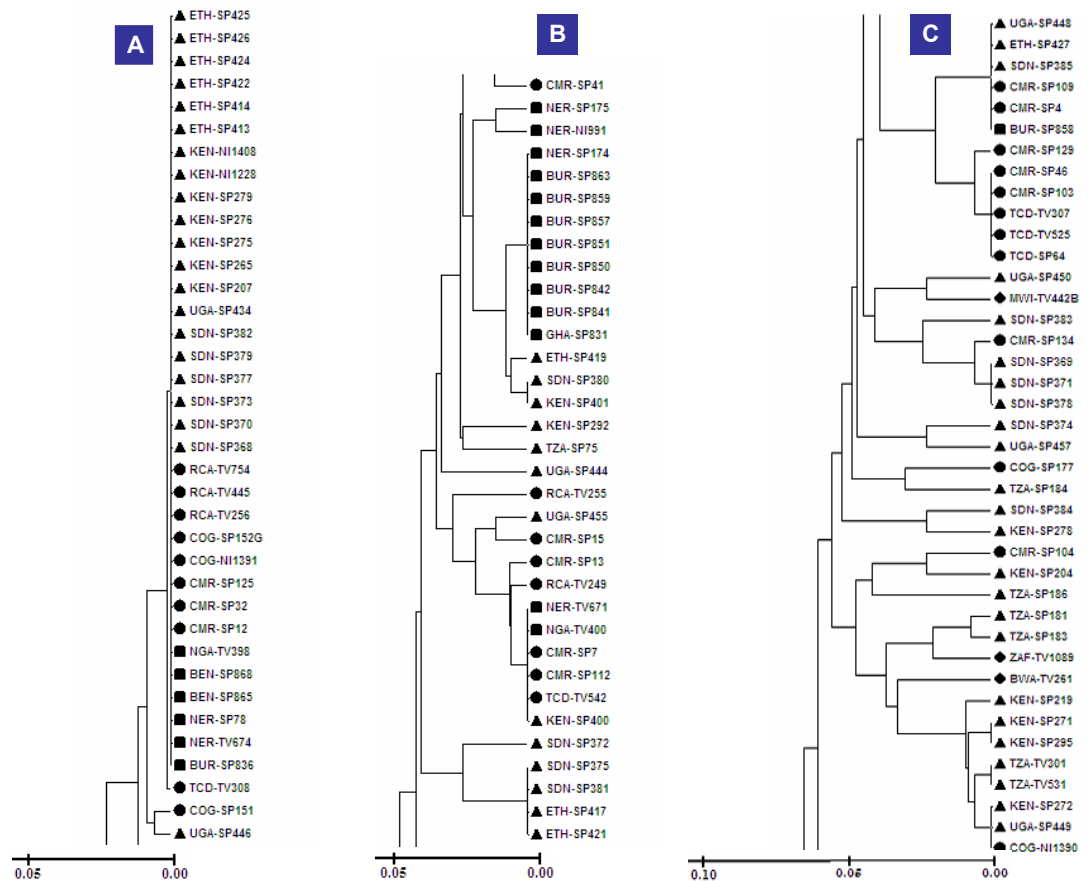 A
ETH-SP425
ETH-SP426
ETH-SP424
ETH-SP422
ETH-SP414
ETH-SP413
KEN-NI1408
KEN-NI1228
KEN-SP279
KEN-SP276
KEN-SP275
KEN-SP265
KEN-SP207
UGA-SP434
SDN-SP382
SDN-SP379
SDN-SP377
SDN-SP373
SDN-SP370
SDN-SP368
RCA-TV754
RCA-TV445
RCA-TV256
COG-SP152G
COG-NI1391
CMR-SP125
CMR-SP32
CMR-SP12
NGA-TV398
BEN-SP868
BEN-SP865
NER-SP78
NER-TV674
BUR-SP836
TCD-TV308
COG-SP151
UGA-SP446
0.05 0.00
B
CMR-SP41
NER-SP175
NER-NI991
NER-SP174
BUR-SP863
BUR-SP859
BUR-SP857
BUR-SP851
BUR-SP850
BUR-SP842
BUR-SP841
GHA-SP831
ETH-SP419
SDN-SP380
KEN-SP401
KEN-SP292
TZA-SP75
UGA-SP444
RCA-TV255
UGA-SP455
CMR-SP15
CMR-SP13
RCA-TV249
NER-TV671
NGA-TV400
CMR-SP7
CMR-SP112
TCD-TV542
KEN-SP400
SDN-SP372
SDN-SP375
SDN-SP381
ETH-SP417
ETH-SP421
0.05 0.00
C
UGA-SP448
ETH-SP427
SDN-SP385
CMR-SP109
CMR-SP4
BUR-SP858
CMR-SP129
CMR-SP46
CMR-SP103
TCD-TV307
TCD-TV525
TCD-SP64
UGA-SP450
MWI-TV442B
SDN-SP383
CMR-SP134
SDN-SP369
SDN-SP371
SDN-SP378
SDN-SP374
UGA-SP457
COG-SP177
TZA-SP184
SDN-SP384
KEN-SP278
CMR-SP104
KEN-SP204
TZA-SP186
TZA-SP181
TZA-SP183
ZAF-TV1089
BWA-TV261
KEN-SP219
KEN-SP271
KEN-SP295
TZA-TV301
TZA-TV531
KEN-SP272
UGA-SP449
COG-NI1390
0.10 0.05 0.00